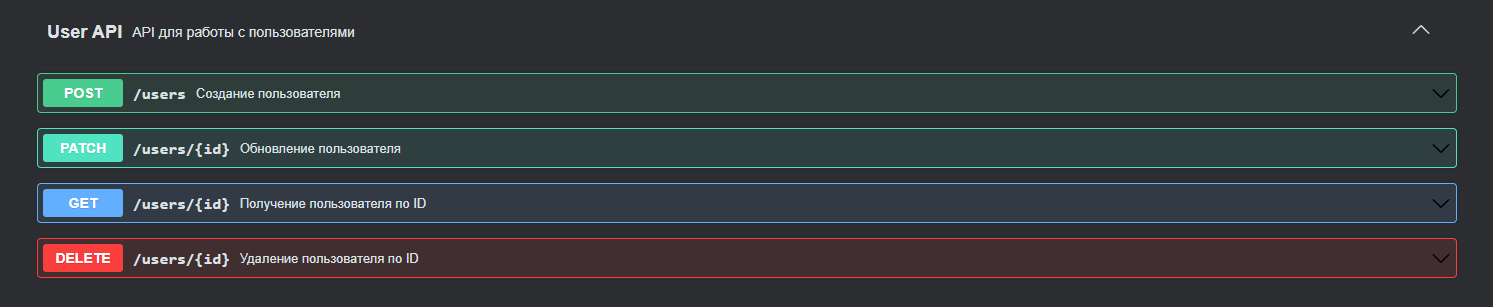 User API API для работы с пользователями
POST /users Создание пользователя
PATCH /users/{id} Обновление пользователя
GET /users/{id} Получение пользователя по ID
DELETE /users/{id} Удаление пользователя по ID